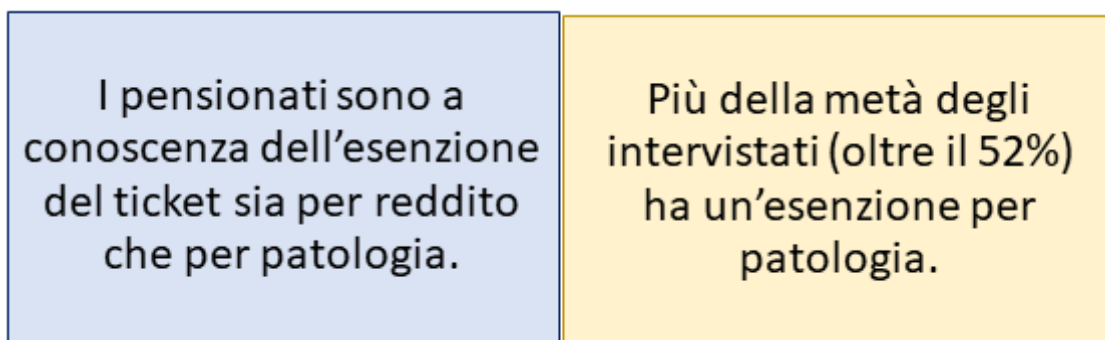 I pensionati sono a
conoscenza dell’esenzione
del ticket sia per reddito
che per patologia.
Più della metà degli
intervistati (oltre il 52%)
ha un’esenzione per
patologia.